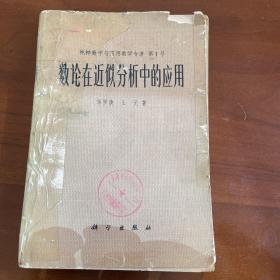 纯粹数学与应用数学专著 第1号
数论在近似分析中的应用
华罗庚 王元 著
科学出版社